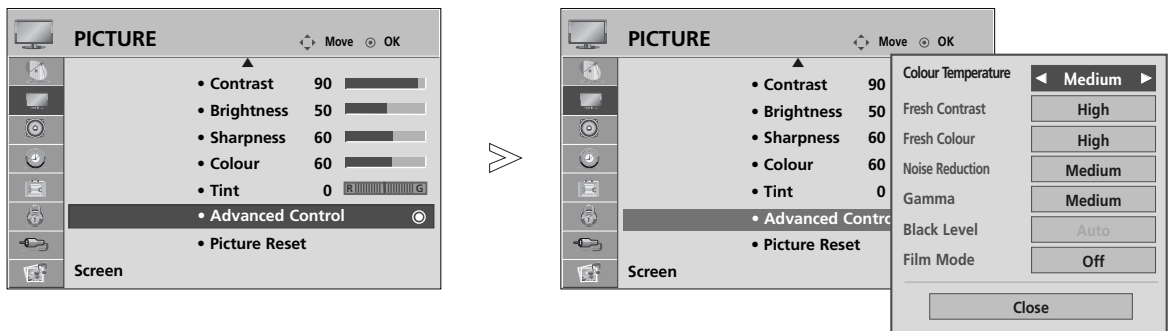 PICTURE Move OK
• Contrast 90
• Brightness 50
• Sharpness 60
• Colour 60
• Tint 0 R G
• Advanced Control
• Picture Reset
Screen
PICTURE Move OK
• Contrast 90
• Brightness 50
• Sharpness 60
• Colour 60
• Tint 0
• Advanced Contro
• Picture Reset
Screen
Colour Temperature Medium
Fresh Contrast High
Fresh Colour High
Noise Reduction Medium
Gamma Medium
Black Level Auto
Film Mode Off
Close